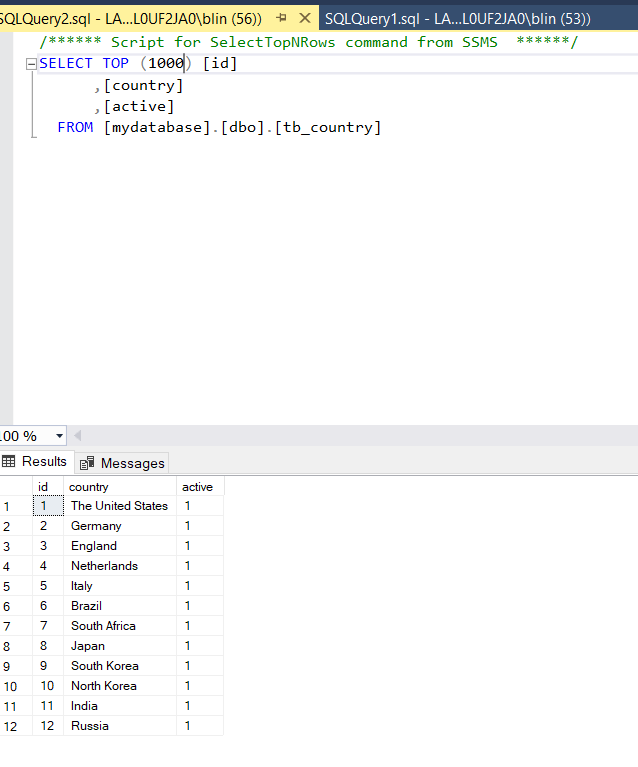 SQLQuery2.sql - LA...L0UF2JA0\blin (56)) SQLQuery1.sql - LA...L0UF2JA0\blin (53))
/****** Script for SelectTopNRows command from SSMS  ******/
SELECT TOP (1000) [id]
,[country]
,[active]
FROM [mydatabase].[dbo].[tb_country]
100 %
Results Messages
id country active
1 1 The United States 1
2 2 Germany 1
3 3 England 1
4 4 Netherlands 1
5 5 Italy 1
6 6 Brazil 1
7 7 South Africa 1
8 8 Japan 1
9 9 South Korea 1
10 10 North Korea 1
11 11 India 1
12 12 Russia 1